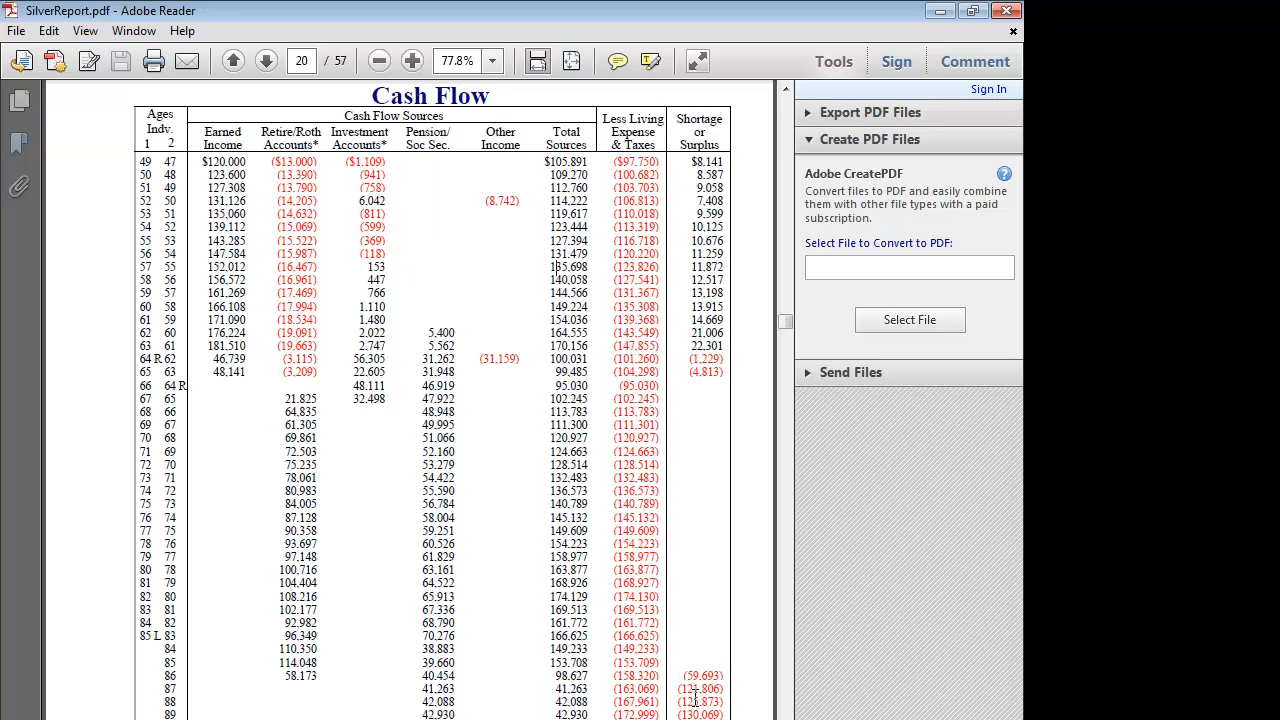 SilverReport.pdf - Adobe Reader
File Edit View Window Help
20 / 57 77.8% Tools Sign Comment
Sign In
Export PDF Files
Create PDF Files
Adobe CreatePDF
Convert files to PDF and easily combine
them with other file types with a paid
subscription.
Select File to Convert to PDF:
Select File
Send Files
Cash Flow
Ages Cash Flow Sources Less Living Shortage
Indv. Earned Retire/Roth Investment Pension/ Other Total Expense or
1 2 Income Accounts* Accounts* Soc Sec. Income Sources & Taxes Surplus
49 47 $120.000 ($13.000) ($1.109) $105.891 ($97.750) $8.141
50 48 123.600 (13.390) (941) 109.270 (100.682) 8.587
51 49 127.308 (13.790) (758) 112.760 (103.703) 9.058
52 50 131,126 (14.205) 6.042 (8.742) 114.222 (106.813) 7.408
53 51 135.060 (14.632) (811) 119.617 (110.018) 9.599
54 52 139,112 (15.069) (599) 123.444 (113.319) 10.125
55 53 143.285 (15.522) (369) 127.394 (116.718) 10.676
56 54 147.584 (15.987) (118) 131.479 (120.220) 11.259
57 55 152,012 (16.467) 153 135.698 (123.826) 11.872
58 56 156,572 (16.961) 447 140.058 (127.541) 12.517
59 57 161,269 (17.469) 766 144.566 (131.367) 13.198
60 58 166,108 (17.994) 1.110 149.224 (135.308) 13.915
61 59 171,090 (18.534) 1.480 154.036 (139.368) 14.669
62 60 176,224 (19.091) 2.022 5.400 164.555 (143.549) 21.006
63 61 181,510 (19.663) 2.747 5.562 170.156 (147.855) 22.301
64 R 62 46.739 (3,115) 56.305 31,262 (31.159) 100.031 (101,260) (1,229)
65 63 48,141 (3,209) 22.605 31.948 99.485 (104.298) (4.813)
66 64 R 48.111 46.919 95.030 (95.030)
67 65 21.825 32.498 47.922 102.245 (102.245)
68 66 64,835 48.948 113.783 (113,783)
69 67 61.305 49.995 111.300 (111,301)
70 68 69,861 51.066 120.927 (120,927)
71 69 72.503 52.160 124.663 (124.663)
72 70 75.235 53.279 128.514 (128.514)
73 71 78.061 54.422 132.483 (132,483)
74 72 80,983 55.590 136.573 (136,573)
75 73 84.005 56.784 140.789 (140.789)
76 74 87.128 58.004 145.132 (145.132)
77 75 90.358 59.251 149.609 (149.609)
78 76 93,697 60.526 154.223 (154.223)
79 77 97.148 61.829 158.977 (158,977)
80 78 100.716 63.161 163.877 (163.877)
81 79 104.404 64,522 168.926 (168,927)
82 80 108.216 65.913 174.129 (174.130)
83 81 102.177 67.336 169.513 (169.513)
84 82 92.982 68,790 161.772 (161.772)
85 L 83 96.349 70.276 166.625 (166.625)
84 110.350 38.883 149.233 (149.233)
85 114.048 39.660 153.708 (153.709)
86 58.173 40.454 98.627 (158.320) (59.693)
87 41,263 41.263 (163.069) (121.806)
88 42.088 42.088 (167,961)
89 42.930 42.930 (172,999) (130.069)